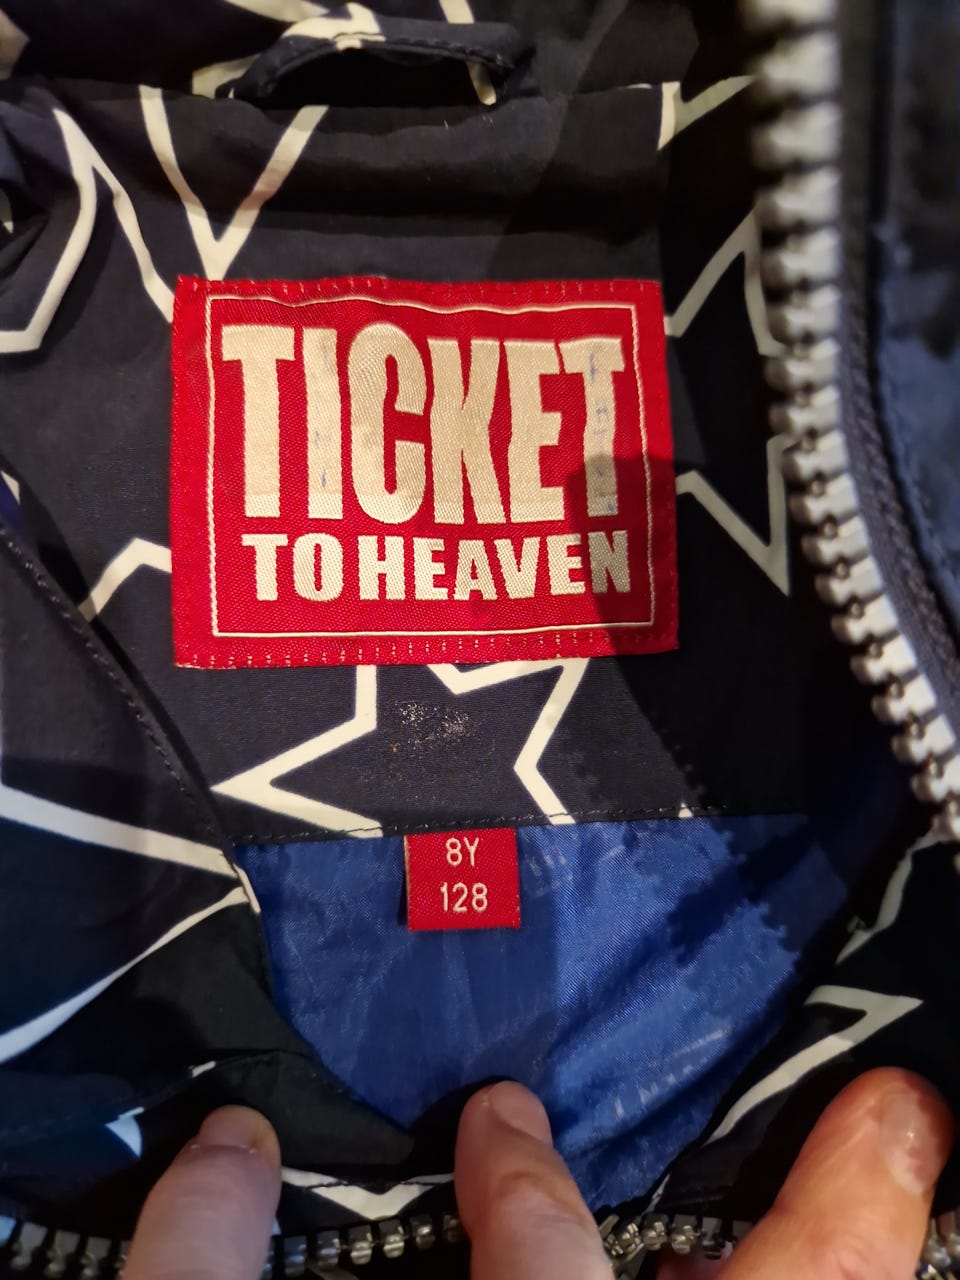 TICKET
TO HEAVEN
8Y
128